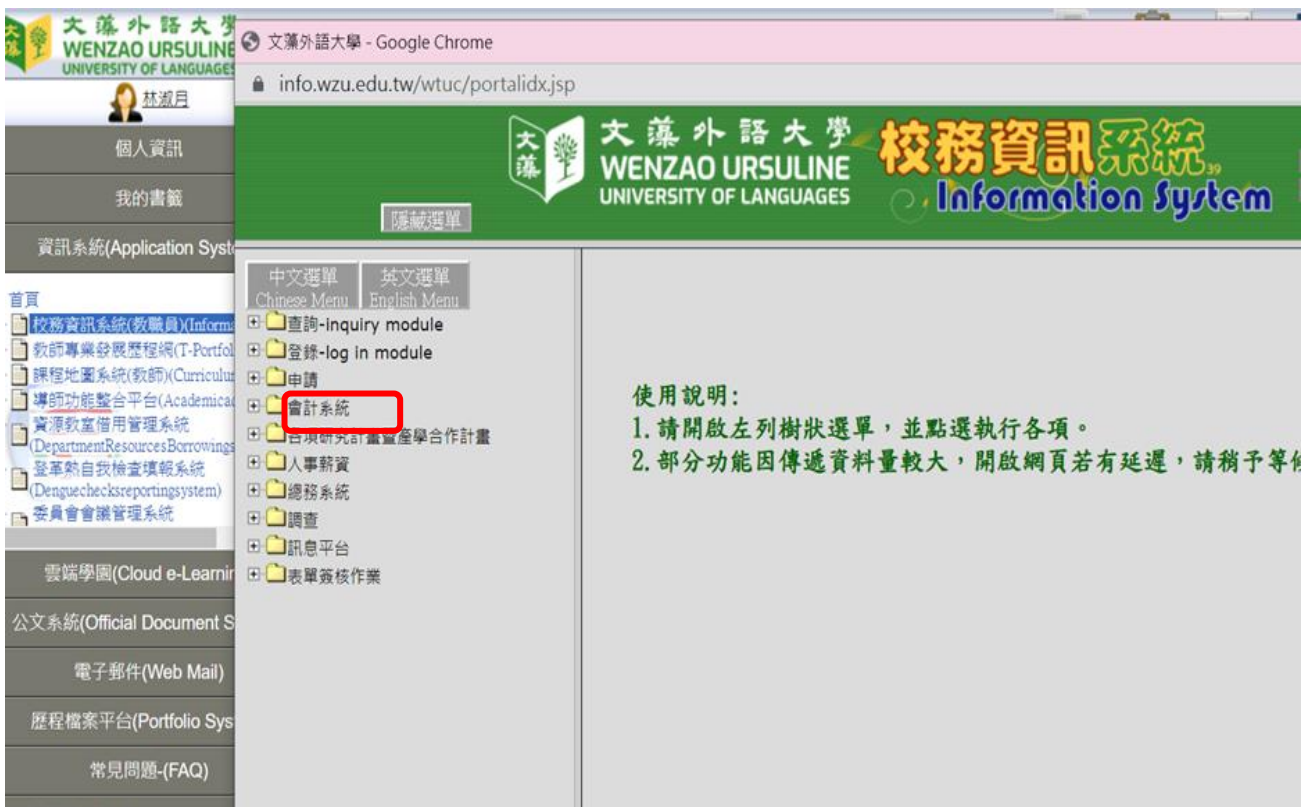 文藻外語大學
WENZAO URSULINE
UNIVERSITY OF LANGUAGES
林淑月
個人資訊
我的書籤
資訊系統(Application Syste
首頁
校務資訊系統(教職員)(Informa
教師專業發展歷程網(T-Portfol
課程地圖系統(教師)(Curriculum
導師功能整合平台(Academicad
資源教室借用管理系統
(DepartmentResourcesBorrowings
登革熱自我檢查填報系統
(Denguechecksreportingsystem)
委員會會議管理系統
雲端學園(Cloud e-Learnin
公文系統(Official Document S
電子郵件(Web Mail)
歷程檔案平台(Portfolio Sys
常見問題-(FAQ)
文藻外語大學 - Google Chrome
info.wzu.edu.tw/wtuc/portalidx.jsp
文藻
文藻外語大學
WENZAO URSULINE
UNIVERSITY OF LANGUAGES
校務資訊系統
Information System
隱藏選單
中文選單
Chinese Menu
英文選單
English Menu
查詢-inquiry module
登錄-log in module
申請
會計系統
各項研究計畫暨產學合作計畫
人事薪資
總務系統
調查
訊息平台
表單簽核作業
使用說明:
1.請開啟左列樹狀選單，並點選執行各項。
2.部分功能因傳遞資料量較大，開啟網頁若有延遲，請稍予等候